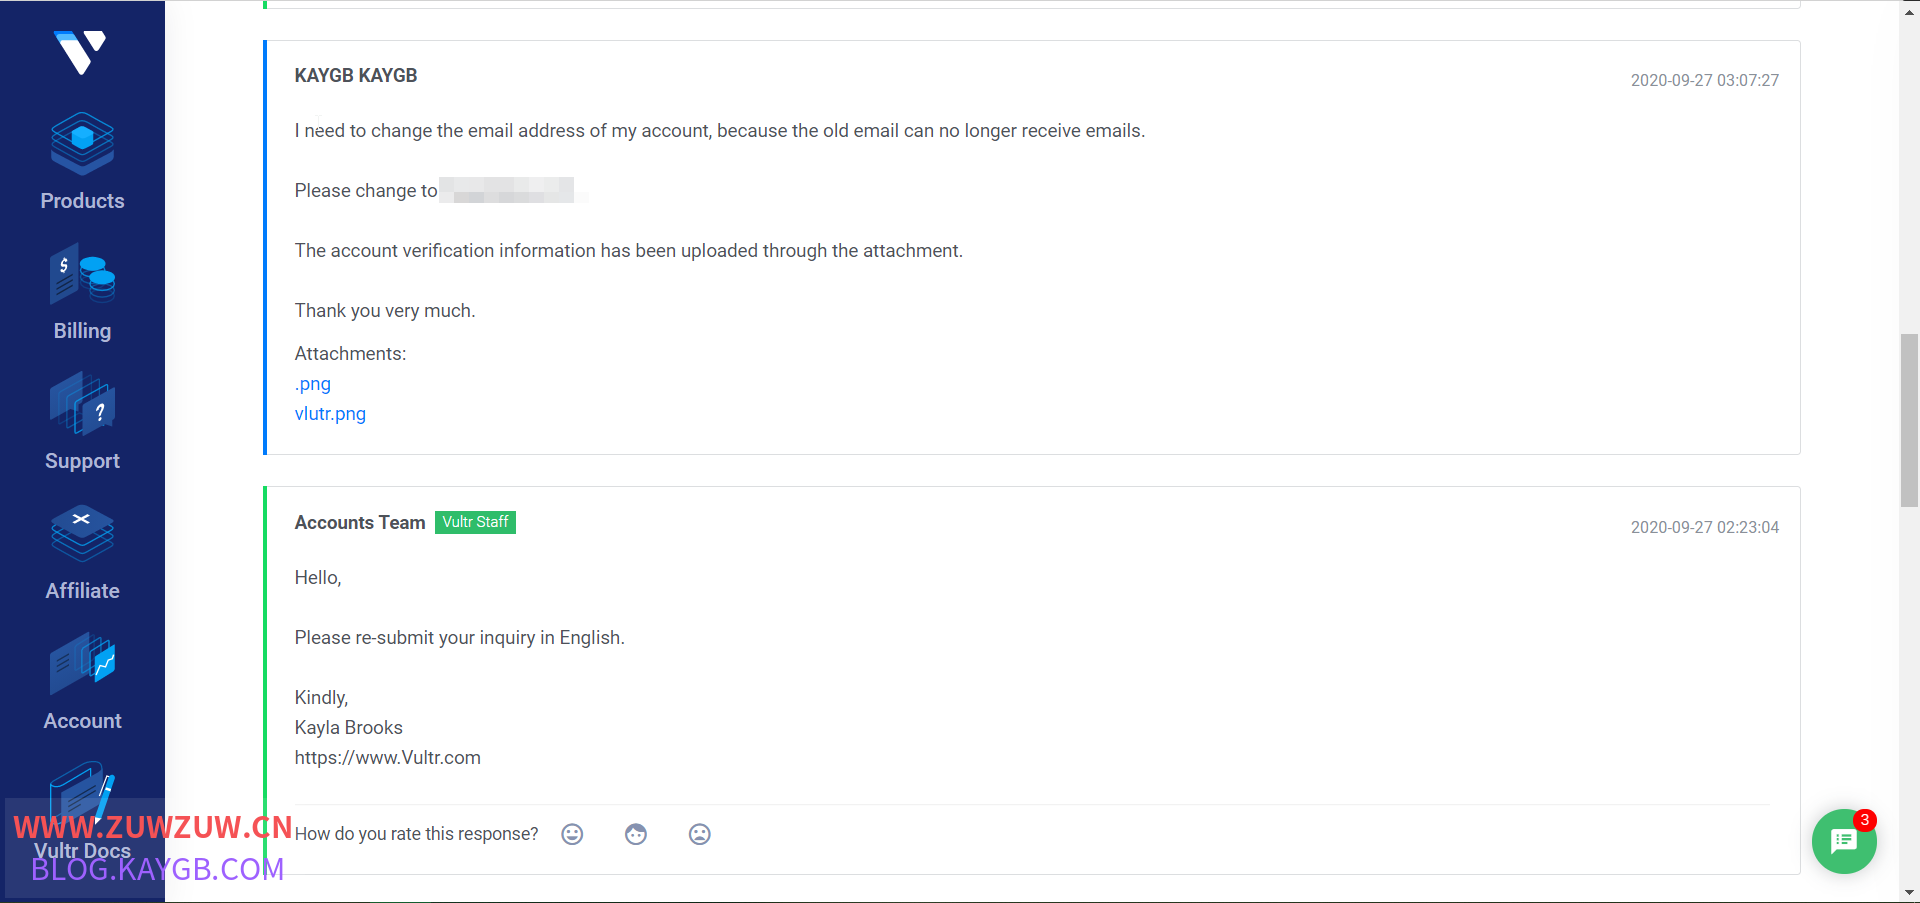 KAYGB KAYGB
2020-09-27 03:07:27
I need to change the email address of my account, because the old email can no longer receive emails.
Please change to
The account verification information has been uploaded through the attachment.
Thank you very much.
Attachments:
.png
vlutr.png
Accounts Team Vultr Staff
2020-09-27 02:23:04
Hello,
Please re-submit your inquiry in English.
Kindly,
Kayla Brooks
https://www.Vultr.com
How do you rate this response?
Products
$
Billing
?
Support
Affiliate
Account
Vultr Docs
WWW.ZUWZUW.CN
BLOG.KAYGB.COM
3